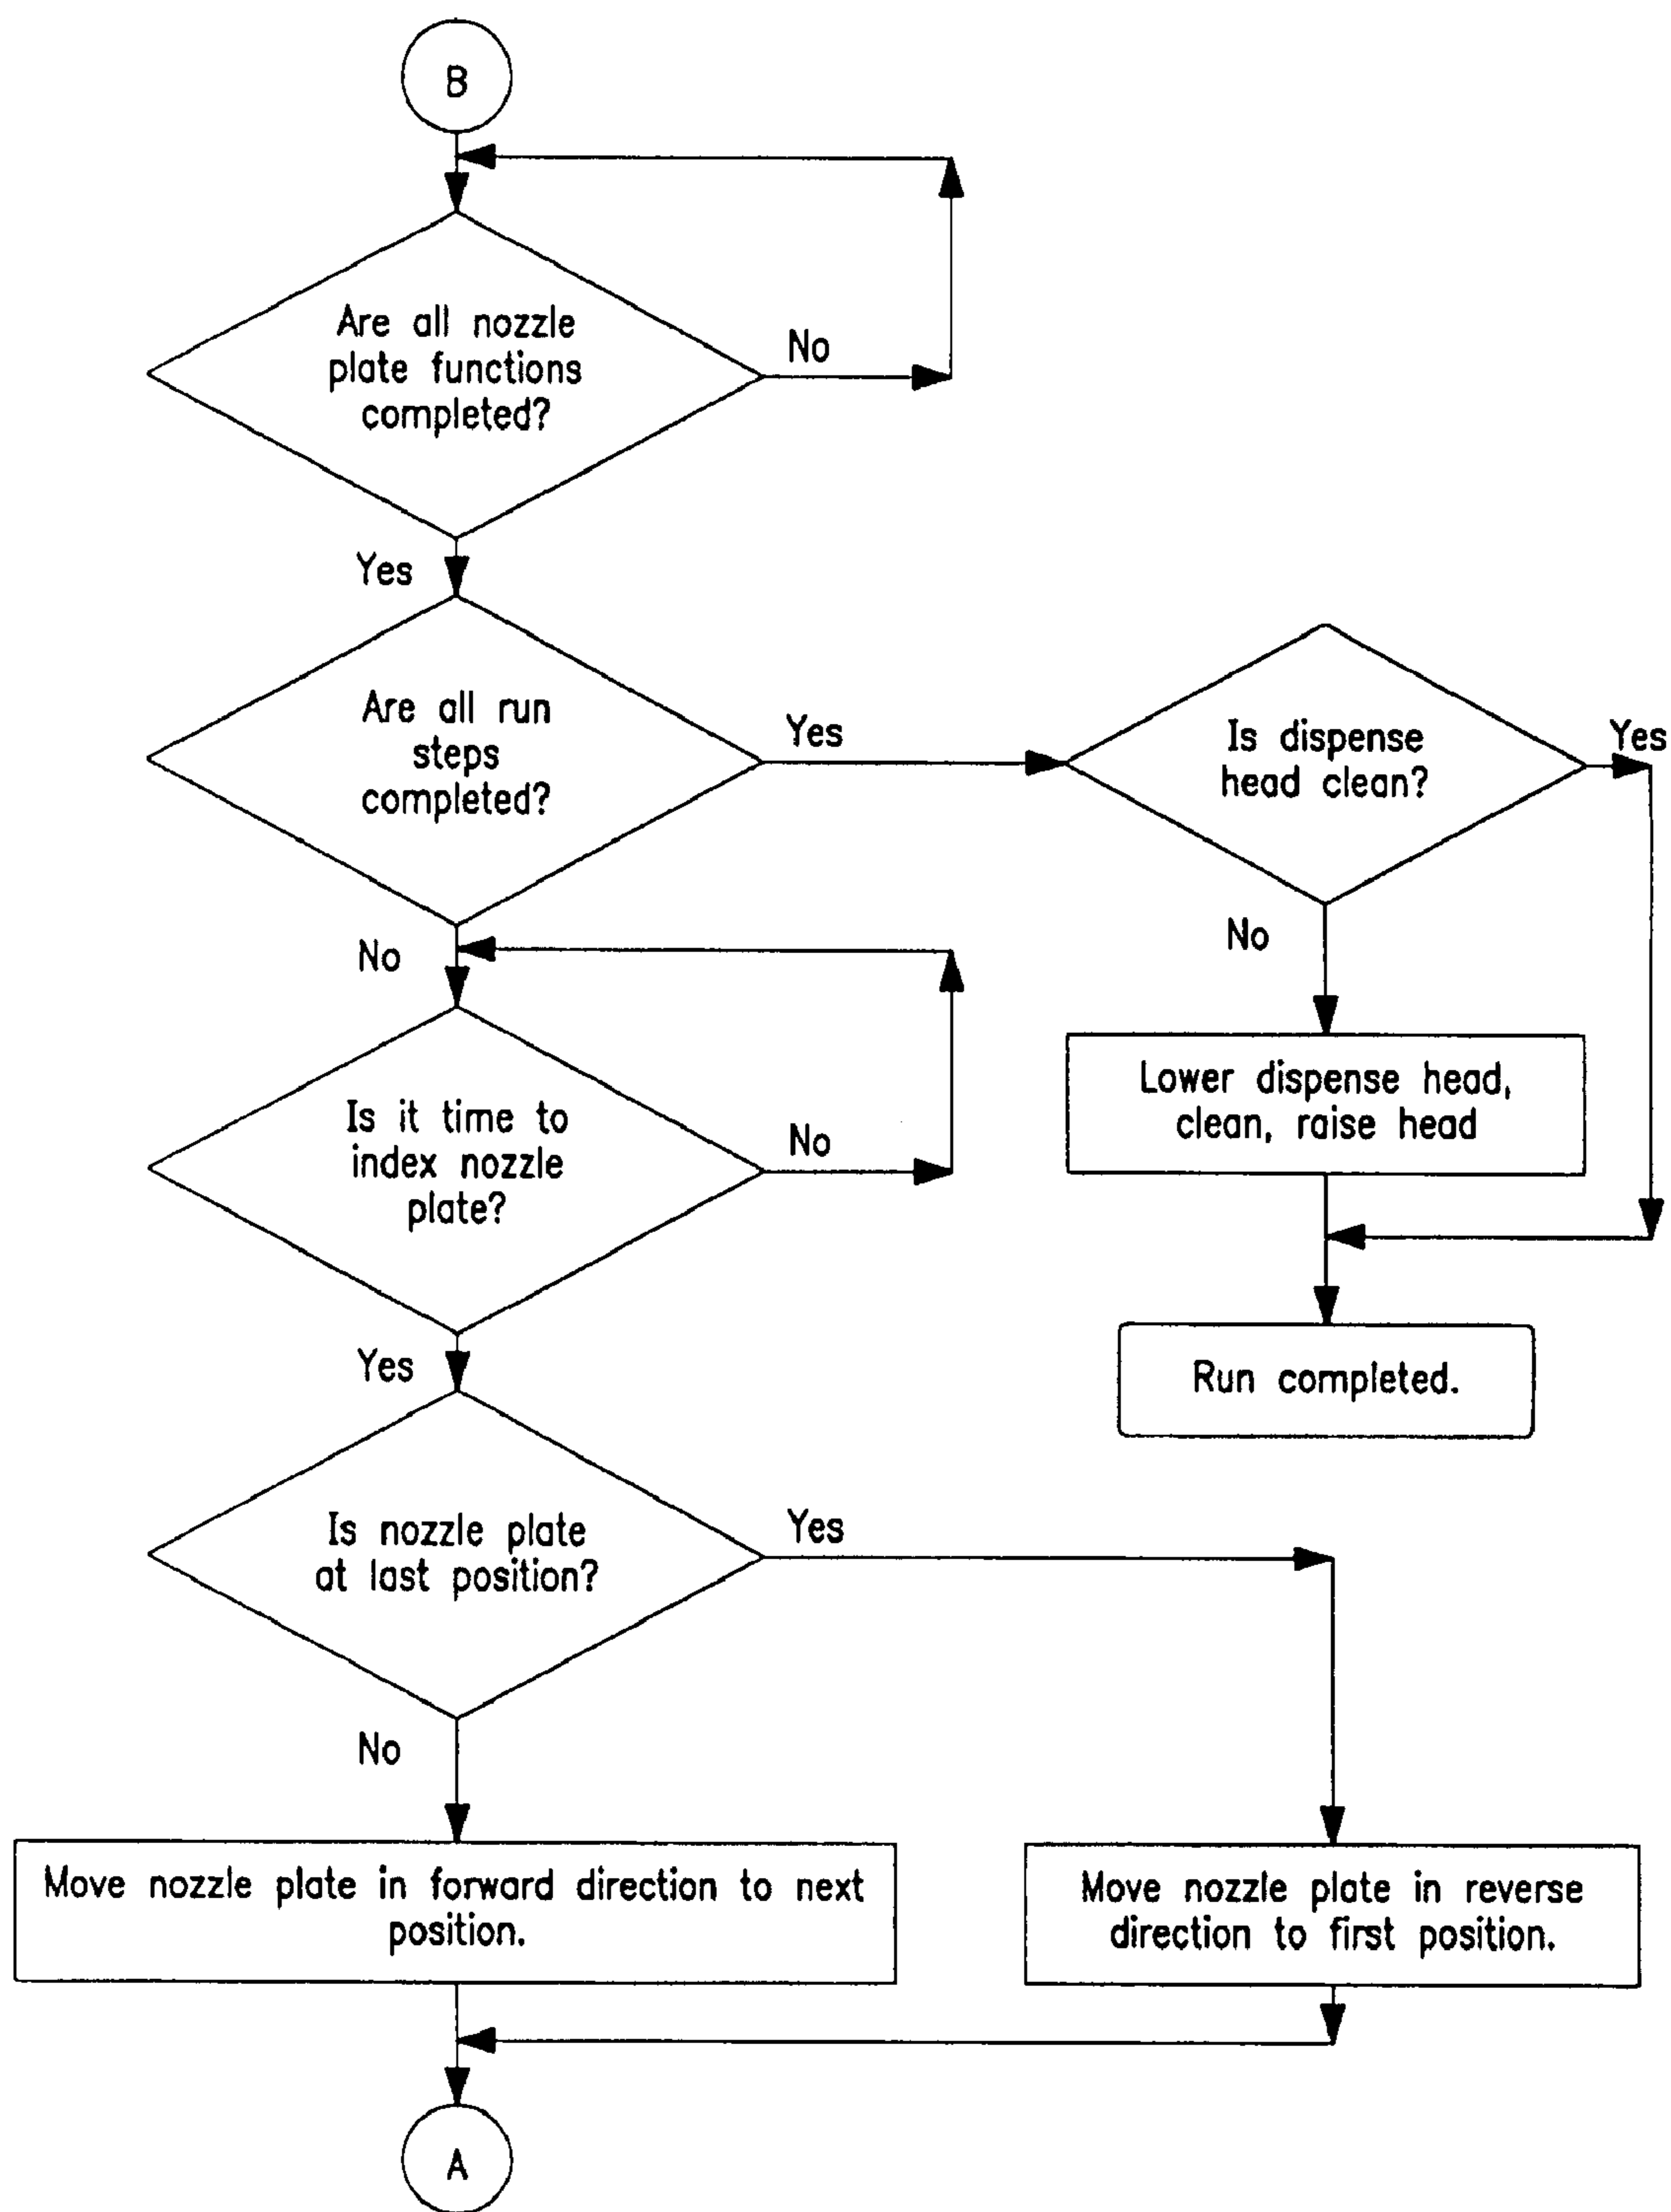 B
Are all nozzle
plate functions
completed?
No
Yes
Are all run
steps
completed?
Yes
Is dispense
head clean?
Yes
No
No
Lower dispense head,
clean, raise head
Is it time to
index nozzle
plate?
No
Yes
Run completed.
Is nozzle plate
at last position?
Yes
No
Move nozzle plate in forward direction to next
position.
Move nozzle plate in reverse
direction to first position.
A